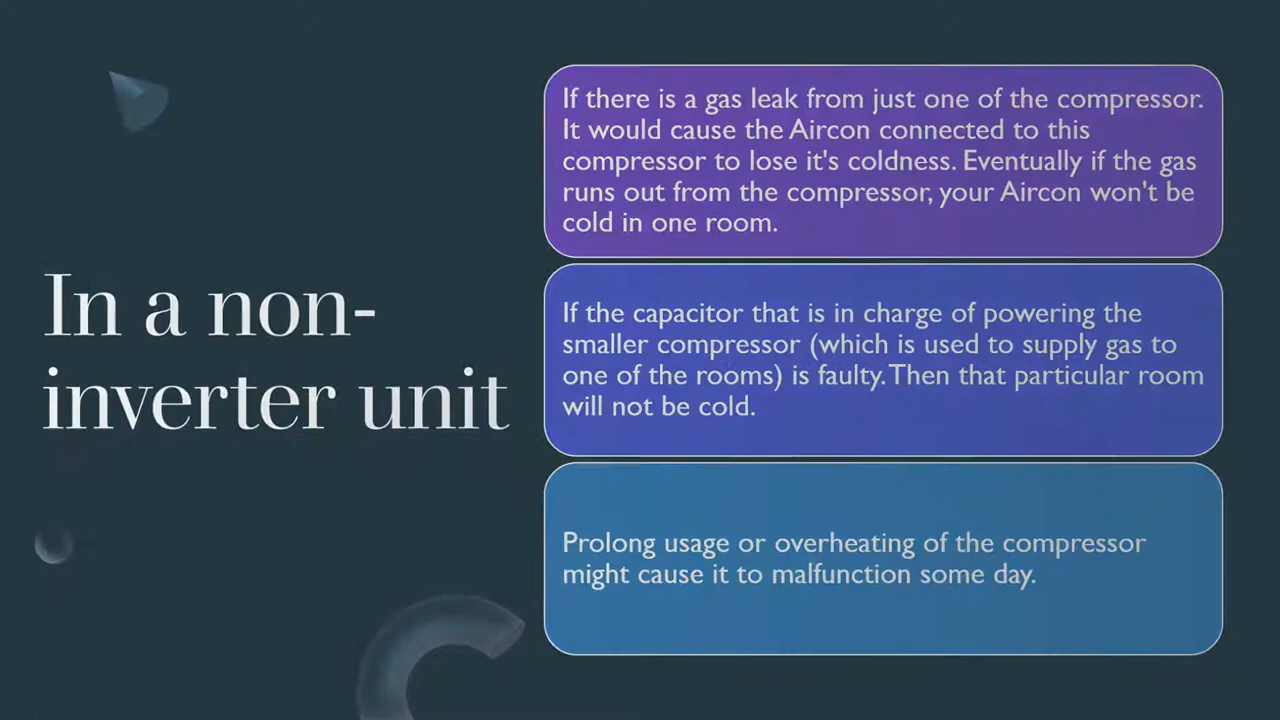 In a non-
inverter unit
If there is a gas leak from just one of the compressor.
It would cause the Aircon connected to this
compressor to lose it's coldness. Eventually if the gas
runs out from the compressor, your Aircon won't be
cold in one room.
If the capacitor that is in charge of powering the
smaller compressor (which is used to supply gas to
one of the rooms) is faulty. Then that particular room
will not be cold.
Prolong usage or overheating of the compressor
might cause it to malfunction some day.